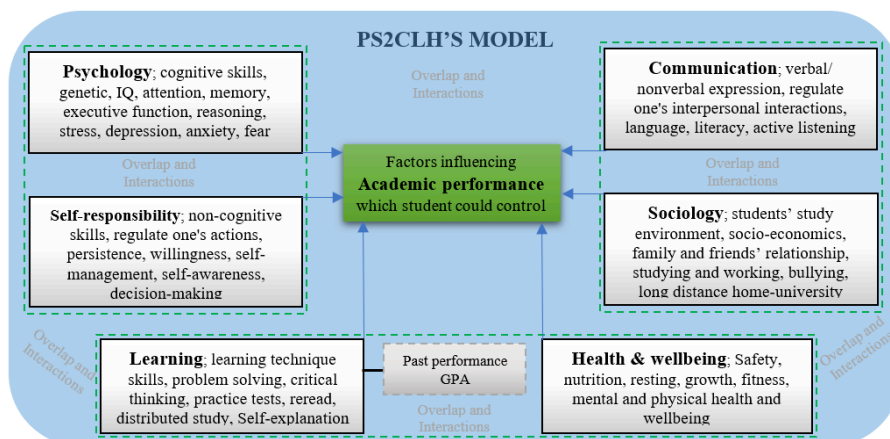 PS2CLH'S MODEL
Psychology; cognitive skills,
genetic, IQ, attention, memory,
executive function, reasoning,
stress, depression, anxiety, fear
Overlap and
Interactions
Communication; verbal/
nonverbal expression, regulate
one's interpersonal interactions,
language, literacy, active listening
Overlap and
Interactions
Factors influencing
Academic performance
which student could control
Overlap and
Interactions
Self-responsibility; non-cognitive
skills, regulate one's actions,
persistence, willingness, self-
management, self-awareness,
decision-making
Sociology; students' study
environment, socio-economics,
family and friends' relationship,
studying and working, bullying,
long distance home-university
Overlap and
Interactions
Learning; learning technique
skills, problem solving, critical
thinking, practice tests, reread,
distributed study, Self-explanation
Past performance
GPA
Overlap and
Interactions
Health & wellbeing; Safety,
nutrition, resting, growth, fitness,
mental and physical health and
wellbeing
Overlap and
Interactions